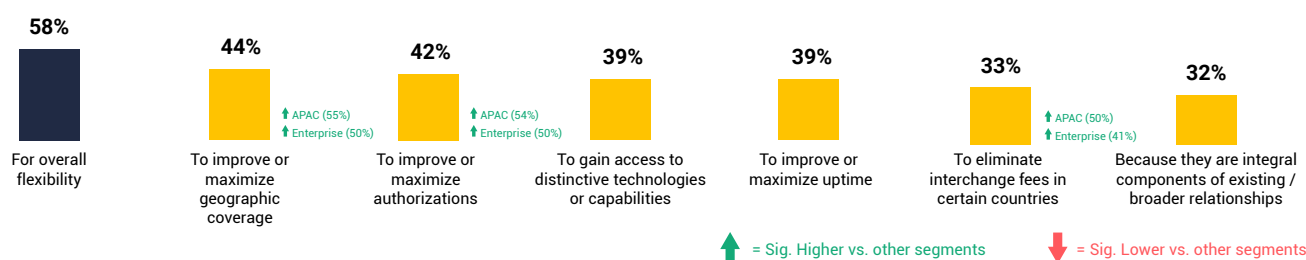 58%
For overall
flexibility
44%
APAC (55%)
Enterprise (50%)
To improve or
maximize
geographic
coverage
42%
APAC (54%)
Enterprise (50%)
To improve or
maximize
authorizations
39%
To gain access to
distinctive technologies
or capabilities
39%
To improve or
maximize uptime
33%
APAC (50%)
Enterprise (41%)
To eliminate
interchange fees in
certain countries
32%
Because they are integral
components of existing /
broader relationships
= Sig. Higher vs. other segments
= Sig. Lower vs. other segments